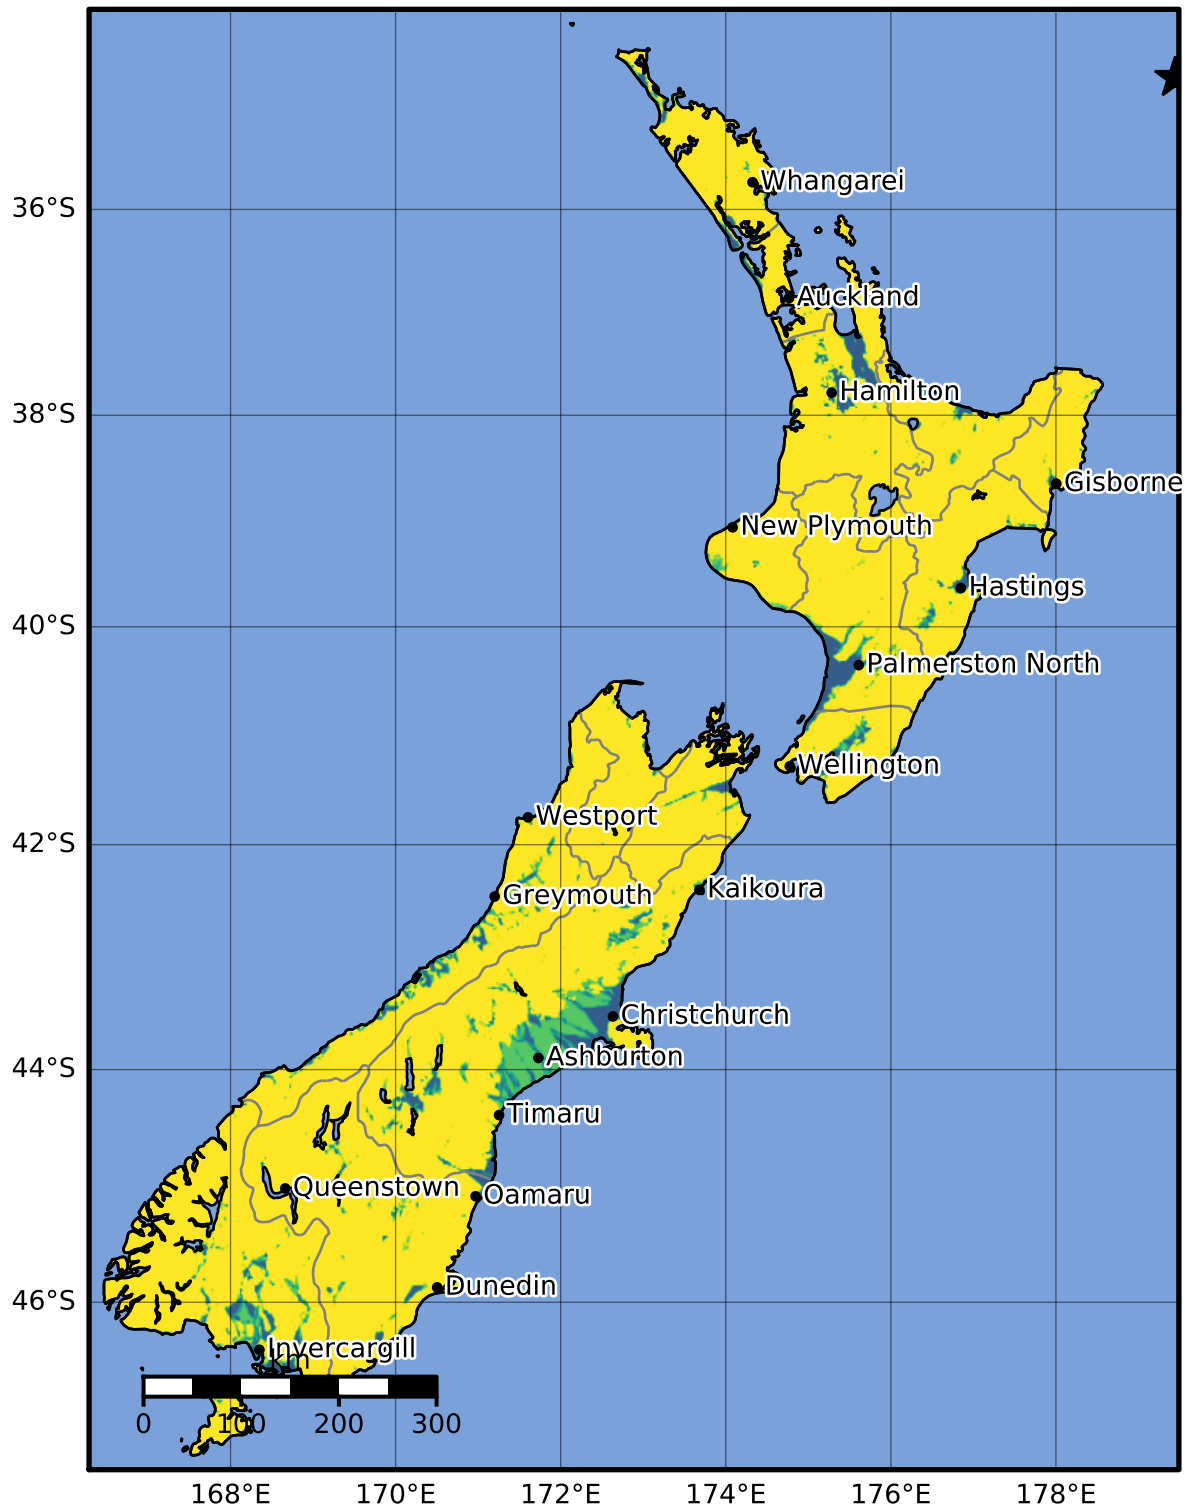 Whangarei
36°S
Auckland
Hamilton
38°S
Gisborne
New Plymouth
Hastings
40°S
Palmerston North
Wellington
Westport
42°S
Kaikoura
Greymouth
Christchurch
Ashburton
44°S
Timaru
Queenstown
Oamaru
Dunedin
46°S
Invercargill
km
0 100 200 300
168°E 170°E 172°E 174°E 176°E 178°E